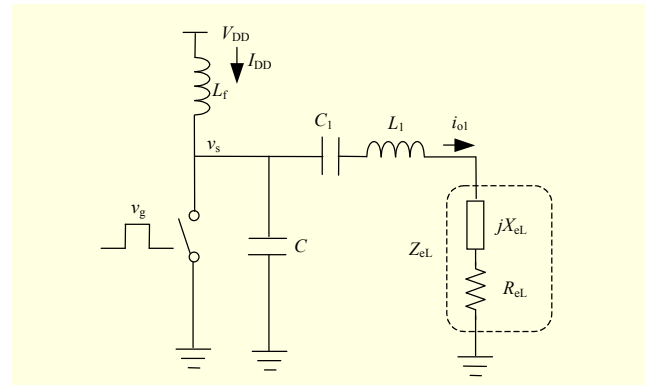 V_DD
I_DD
L_f
v_s
C_1
L_1
i_o1
v_g
C
Z_eL
jX_eL
R_eL